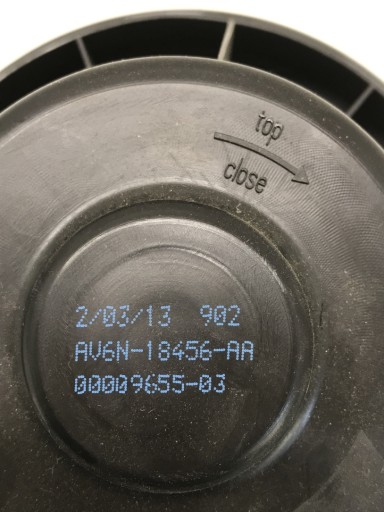 top
close
2/03/13 902
AV6N-18456-AA
00009655-03